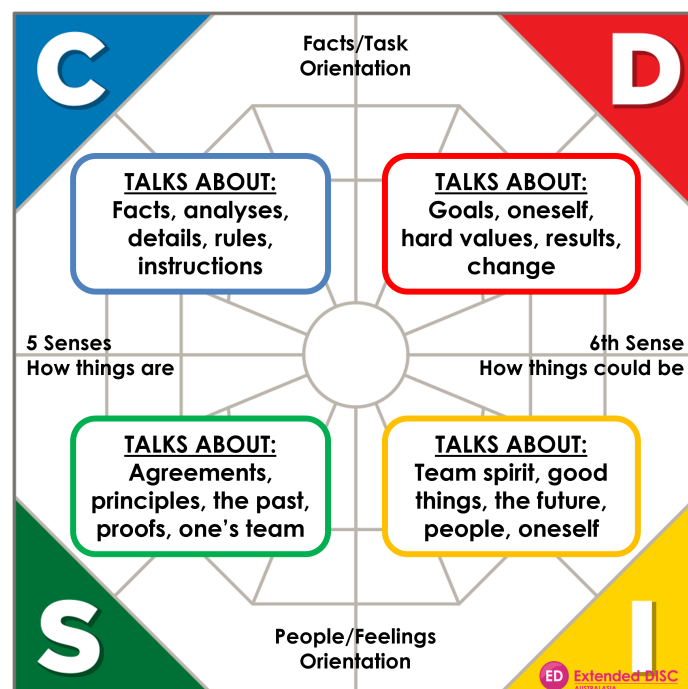 C
Facts/Task
Orientation
D
TALKS ABOUT:
Facts, analyses,
details, rules,
instructions
TALKS ABOUT:
Goals, oneself,
hard values, results,
change
5 Senses
How things are
6th Sense
How things could be
TALKS ABOUT:
Agreements,
principles, the past,
proofs, one’s team
TALKS ABOUT:
Team spirit, good
things, the future,
people, oneself
S
People/Feelings
Orientation
I
ED Extended DISC
AUSTRALASIA